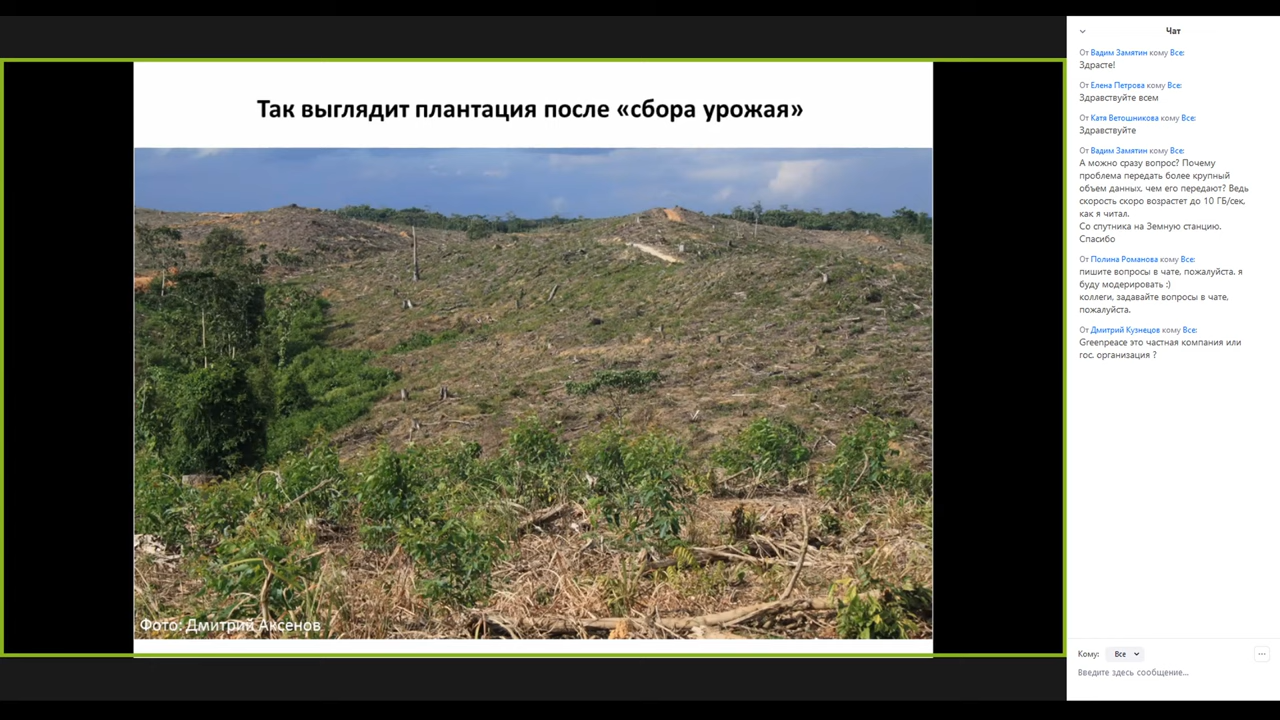 Так выглядит плантация после «сбора урожая»
Фото: Дмитрий Аксенов
Чат
От Вадим Замятин кому Все:
Здрасте!
От Елена Петрова кому Все:
Здравствуйте всем
От Катя Ветошникова кому Все:
Здравствуйте
От Вадим Замятин кому Все:
А можно сразу вопрос? Почему
проблема передать более крупный
объем данных, чем его передают? Ведь
скорость скоро возрастет до 10 ГБ/сек,
как я читал.
Со спутника на Земную станцию.
Спасибо
От Полина Романова кому Все:
пишите вопросы в чате, пожалуйста. я
буду модерировать :)
коллеги, задавайте вопросы в чате,
пожалуйста.
От Дмитрий Кузнецов кому Все:
Greenpeace это частная компания или
гос. организация ?
Кому: Все
Введите здесь сообщение...